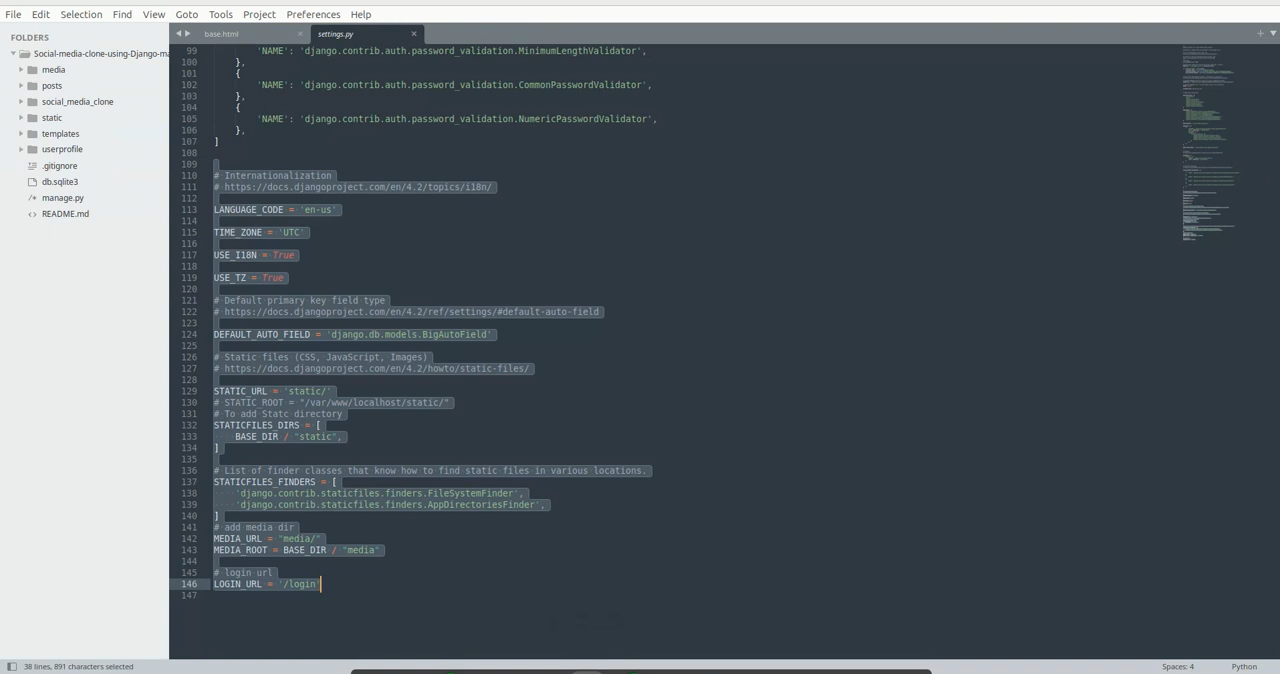 File Edit Selection Find View Goto Tools Project Preferences Help
FOLDERS
Social-media-clone-using-Django-ma
media
posts
social_media_clone
static
templates
userprofile
.gitignore
db.sqlite3
manage.py
README.md
base.html × settings.py ×
99 'NAME': 'django.contrib.auth.password_validation.MinimumLengthValidator',
100 },
101 {
102 'NAME': 'django.contrib.auth.password_validation.CommonPasswordValidator',
103 },
104 {
105 'NAME': 'django.contrib.auth.password_validation.NumericPasswordValidator',
106 },
107 ]
108
109
110 # Internationalization
111 # https://docs.djangoproject.com/en/4.2/topics/i18n/
112
113 LANGUAGE_CODE = 'en-us'
114
115 TIME_ZONE = 'UTC'
116
117 USE_I18N = True
118
119 USE_TZ = True
120
121 # Default primary key field type
122 # https://docs.djangoproject.com/en/4.2/ref/settings/#default-auto-field
123
124 DEFAULT_AUTO_FIELD = 'django.db.models.BigAutoField'
125
126 # Static files (CSS, JavaScript, Images)
127 # https://docs.djangoproject.com/en/4.2/howto/static-files/
128
129 STATIC_URL = 'static/'
130 # STATIC_ROOT = "/var/www/localhost/static/"
131 # To add Statc directory
132 STATICFILES_DIRS = [
133 BASE_DIR / "static",
134 ]
135
136 # List of finder classes that know how to find static files in various locations.
137 STATICFILES_FINDERS = [
138 'django.contrib.staticfiles.finders.FileSystemFinder',
139 'django.contrib.staticfiles.finders.AppDirectoriesFinder',
140 ]
141 # add media dir
142 MEDIA_URL = "media/"
143 MEDIA_ROOT = BASE_DIR / "media"
144
145 # login url
146 LOGIN_URL = '/login'
147
38 lines, 891 characters selected
Spaces: 4 Python